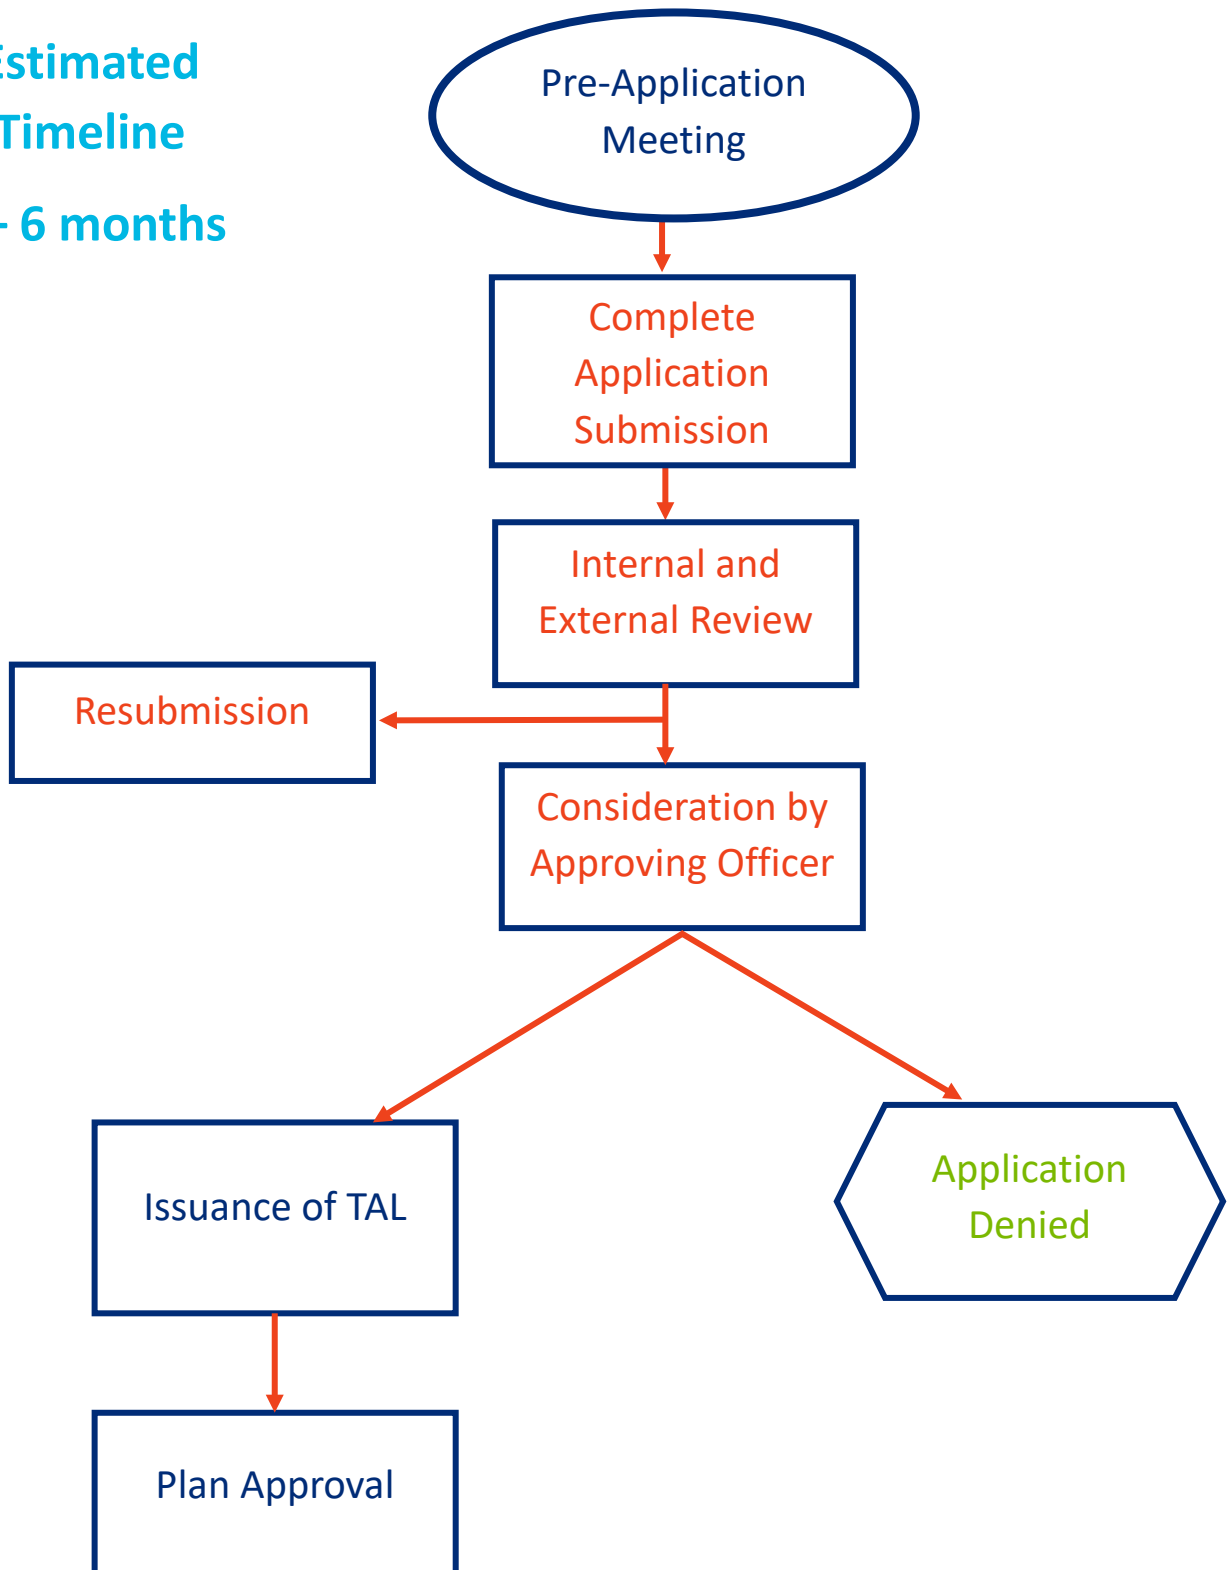 Estimated
Timeline
- 6 months
Pre-Application
Meeting
Complete
Application
Submission
Internal and
External Review
Resubmission
Consideration by
Approving Officer
Issuance of TAL
Application
Denied
Plan Approval